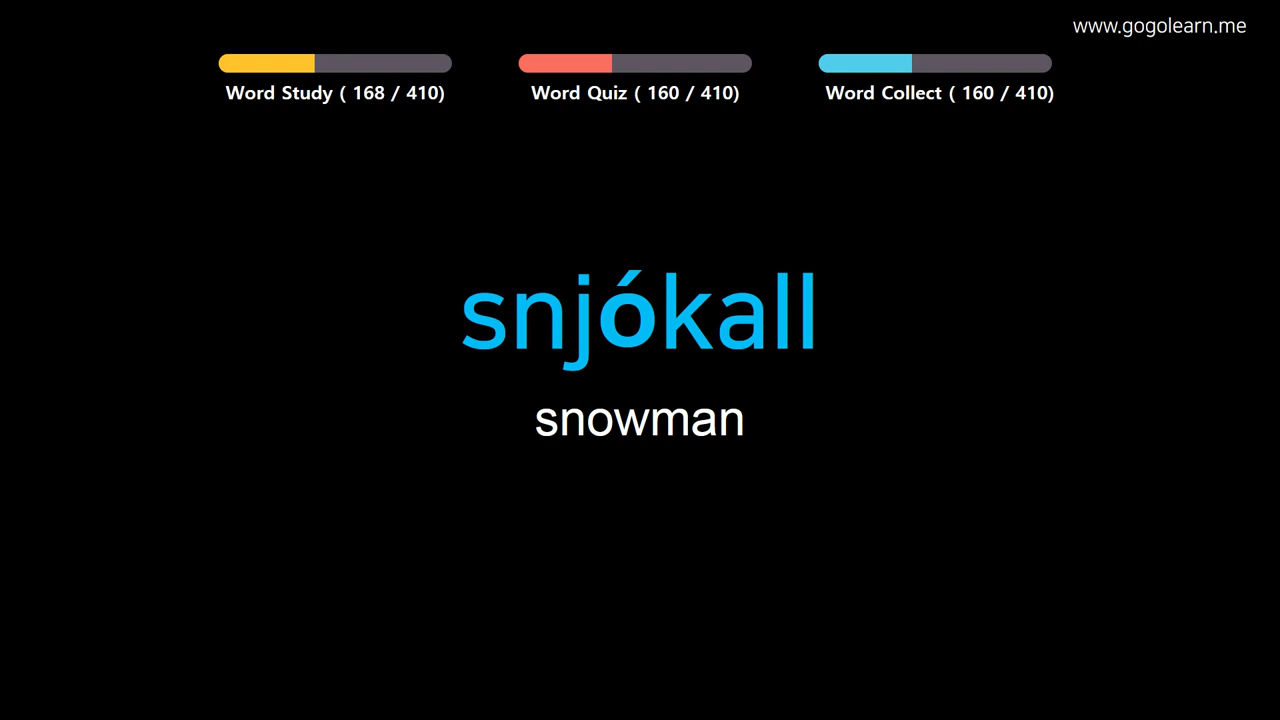 www.gogolearn.me
Word Study ( 168 / 410)
Word Quiz ( 160 / 410)
Word Collect ( 160 / 410)
snjókall
snowman